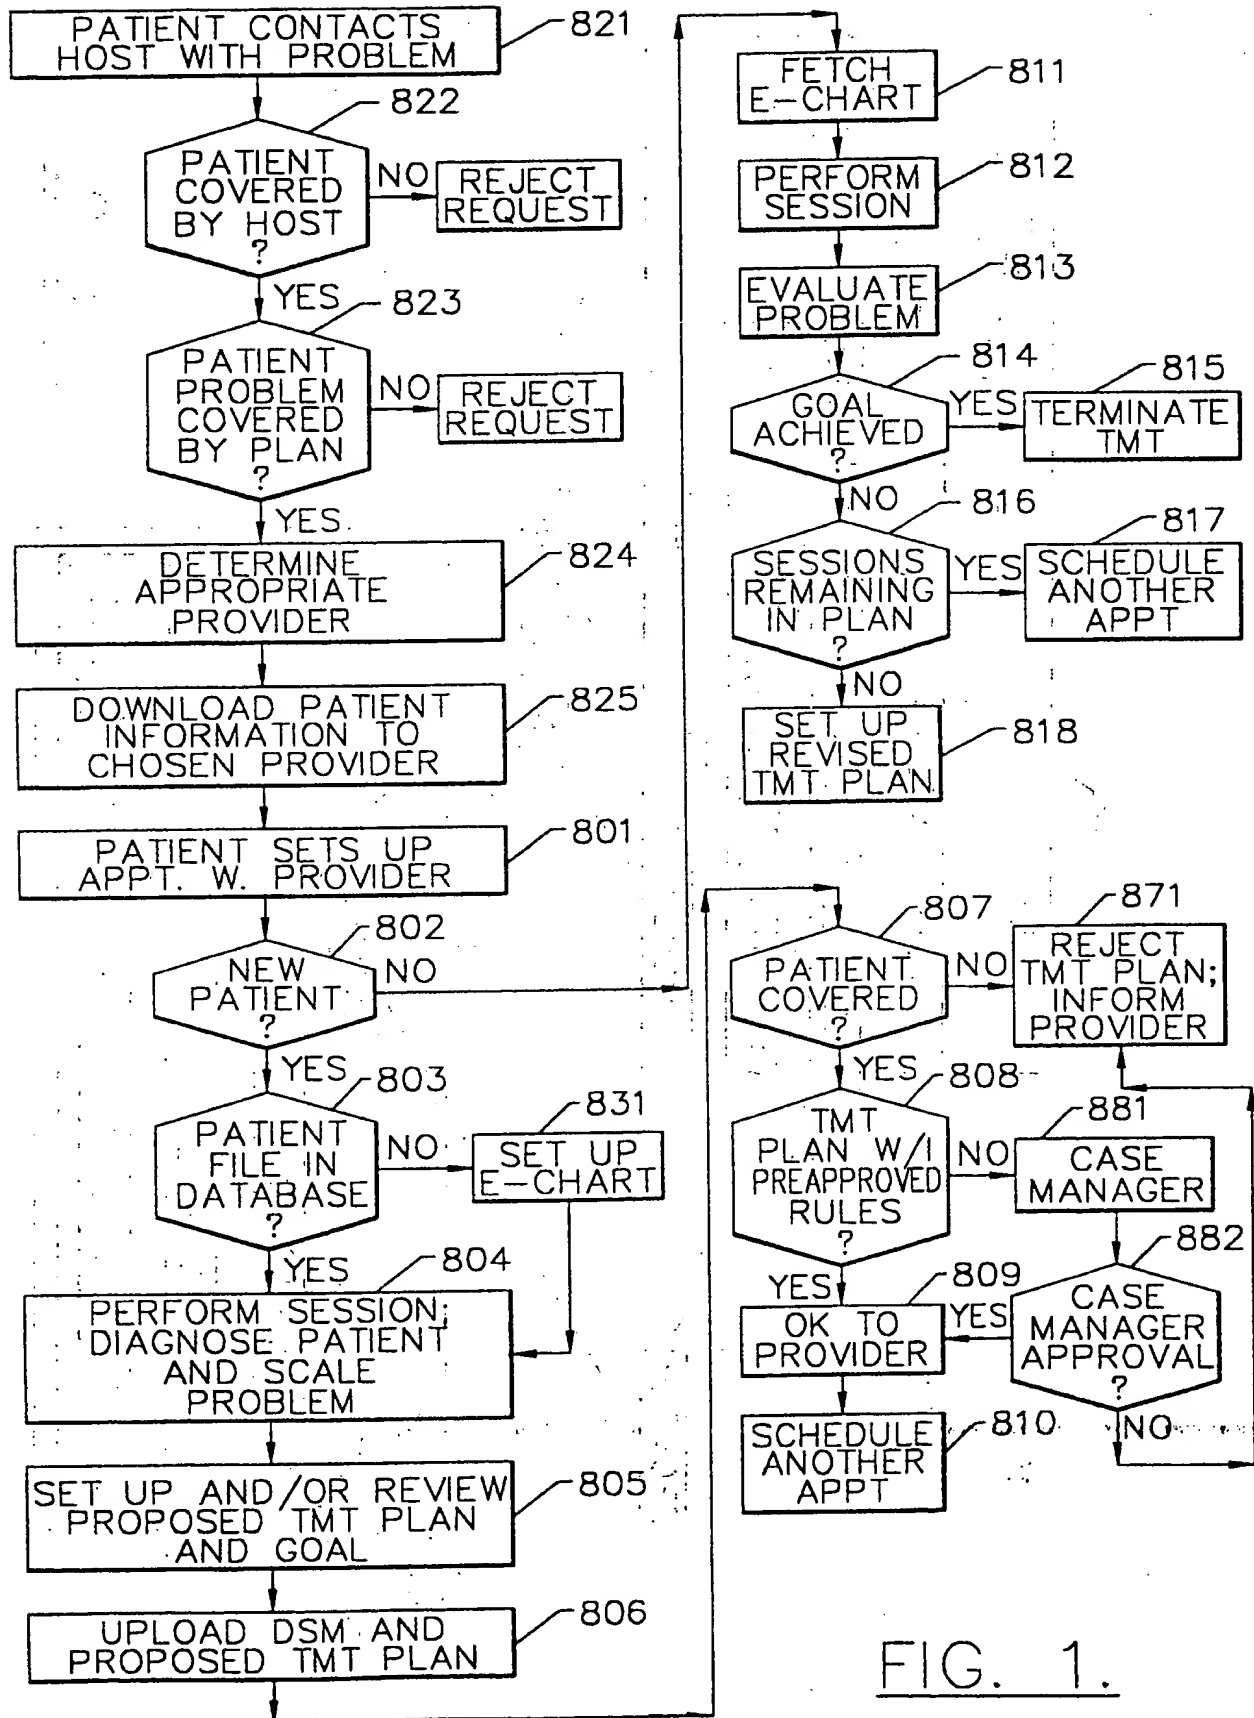 PATIENT CONTACTS
HOST WITH PROBLEM
821
822
PATIENT
COVERED
BY HOST
?
NO
REJECT
REQUEST
YES
823
PATIENT
PROBLEM
COVERED
BY PLAN
?
NO
REJECT
REQUEST
YES
DETERMINE
APPROPRIATE
PROVIDER
824
DOWNLOAD PATIENT
INFORMATION TO
CHOSEN PROVIDER
825
PATIENT SETS UP
APPT. W. PROVIDER
801
802
NEW
PATIENT
?
NO
YES
803
PATIENT
FILE IN
DATABASE
?
NO
831
SET UP
E-CHART
YES
804
PERFORM SESSION;
DIAGNOSE PATIENT
AND SCALE
PROBLEM
SET UP AND/OR REVIEW
PROPOSED TMT PLAN
AND GOAL
805
UPLOAD DSM AND
PROPOSED TMT PLAN
806
FETCH
E-CHART
811
PERFORM
SESSION
812
EVALUATE
PROBLEM
813
814
GOAL
ACHIEVED
?
YES
815
TERMINATE
TMT
NO
816
SESSIONS
REMAINING
IN PLAN
?
YES
817
SCHEDULE
ANOTHER
APPT
NO
SET UP
REVISED
TMT PLAN
818
807
PATIENT
COVERED
?
NO
871
REJECT
TMT PLAN;
INFORM
PROVIDER
YES
808
TMT
PLAN W/I
PREAPPROVED
RULES
?
NO
881
CASE
MANAGER
882
CASE
MANAGER
APPROVAL
?
YES
NO
YES
809
OK TO
PROVIDER
SCHEDULE
ANOTHER
APPT
810
FIG. 1.